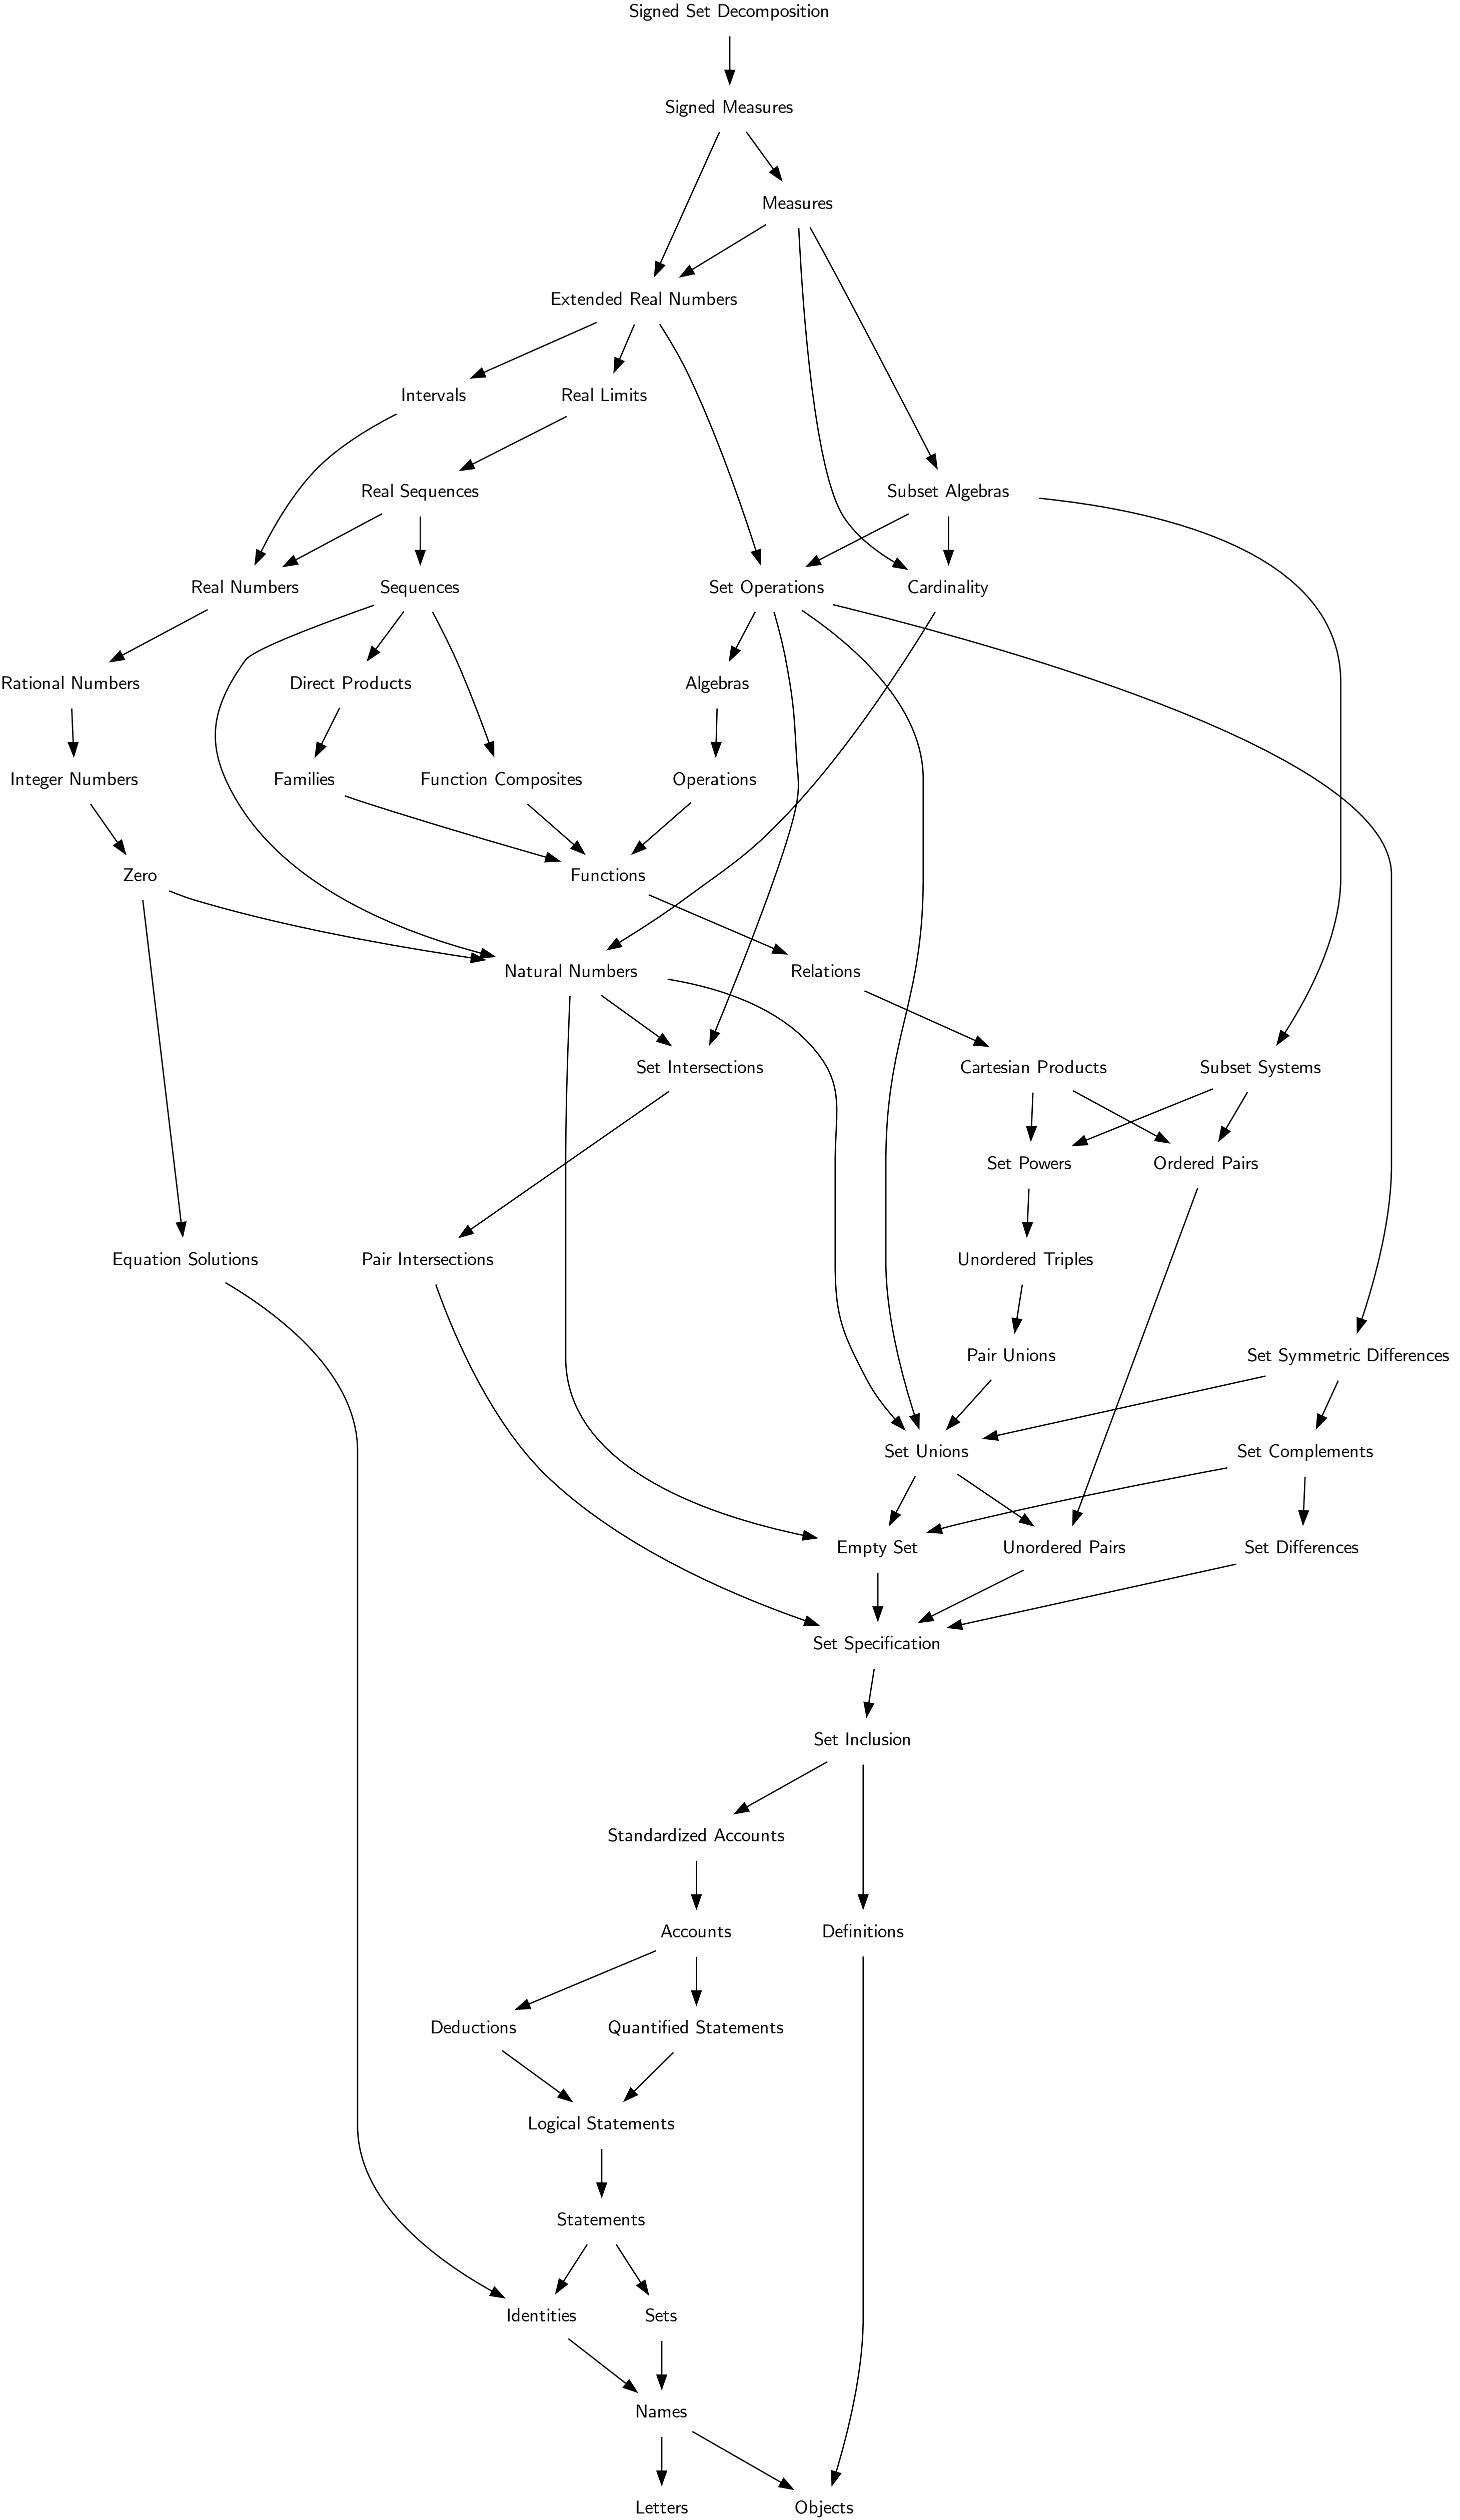 Signed Set Decomposition
Signed Measures
Measures
Extended Real Numbers
Intervals
Real Limits
Real Sequences
Subset Algebras
Real Numbers
Sequences
Set Operations
Cardinality
Rational Numbers
Direct Products
Algebras
Integer Numbers
Families
Function Composites
Operations
Zero
Functions
Natural Numbers
Relations
Set Intersections
Cartesian Products
Subset Systems
Set Powers
Ordered Pairs
Equation Solutions
Pair Intersections
Unordered Triples
Pair Unions
Set Symmetric Differences
Set Unions
Set Complements
Empty Set
Unordered Pairs
Set Differences
Set Specification
Set Inclusion
Standardized Accounts
Accounts
Definitions
Deductions
Quantified Statements
Logical Statements
Statements
Identities
Sets
Names
Letters
Objects